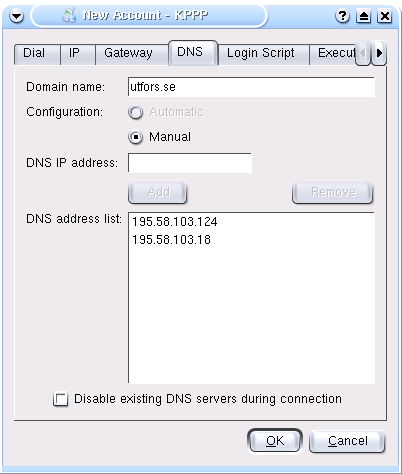 New Account - KPPP
Dial IP Gateway DNS Login Script Execut
Domain name: utfors.se
Configuration: Automatic
Manual
DNS IP address:
Add Remove
DNS address list: 195.58.103.124
195.58.103.18
Disable existing DNS servers during connection
OK Cancel